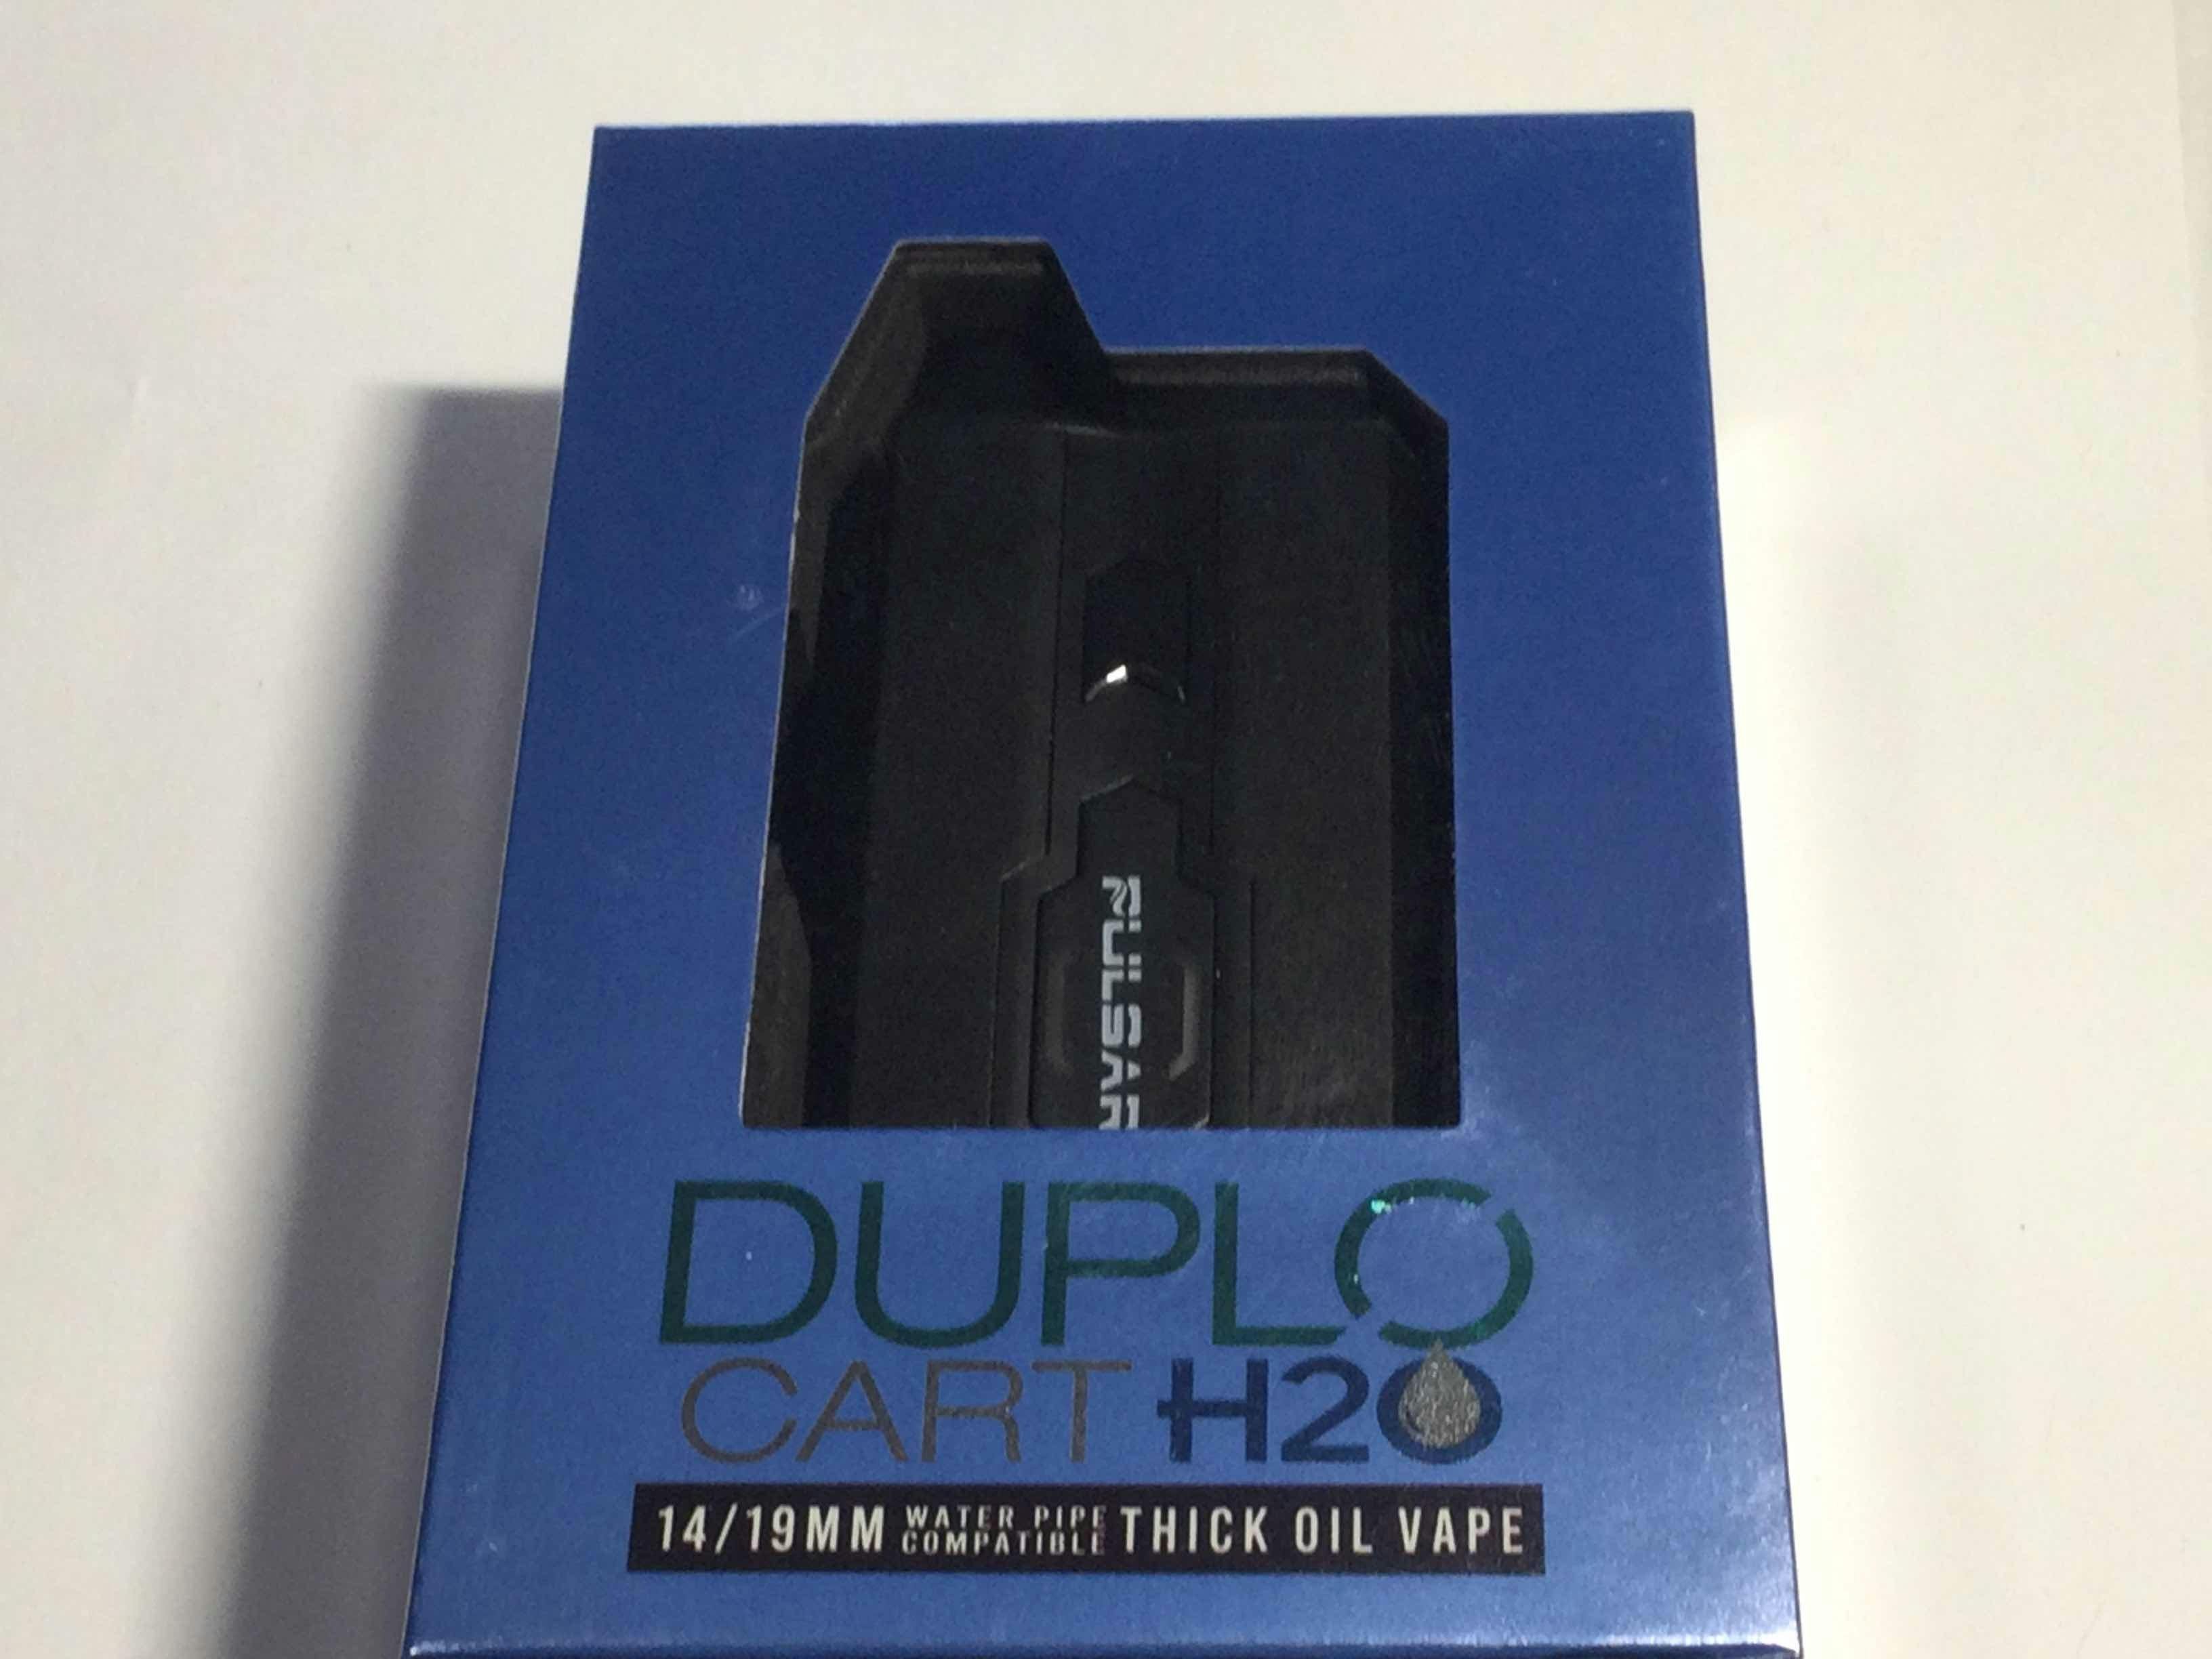 PULSAR
DUPLO
CART H2O
14/19MM WATER PIPE COMPATIBLE THICK OIL VAPE